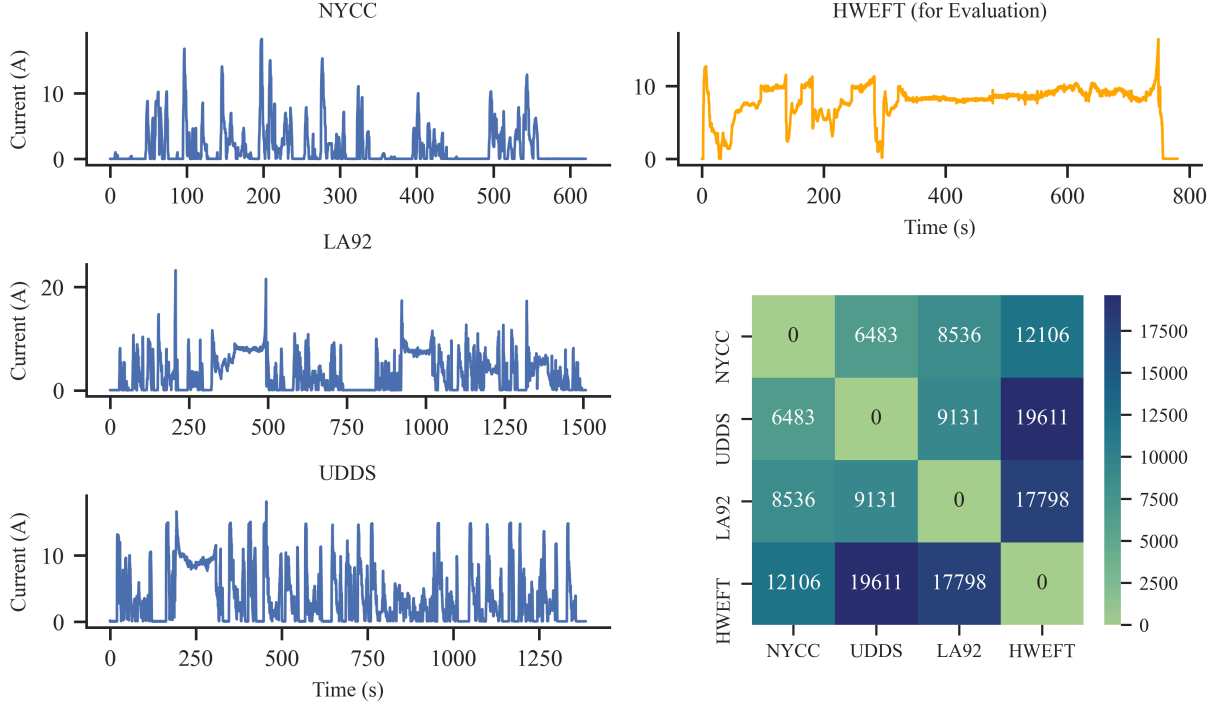 NYCC
Current (A)
10
0
0 100 200 300 400 500 600
LA92
Current (A)
20
0
0 250 500 750 1000 1250 1500
UDDS
Current (A)
10
0
0 250 500 750 1000 1250
Time (s)
HWEFT (for Evaluation)
Current (A)
10
0
0 200 400 600 800
Time (s)
NYCC 0 6483 8536 12106
UDDS 6483 0 9131 19611
LA92 8536 9131 0 17798
HWEFT 12106 19611 17798 0
NYCC UDDS LA92 HWEFT
17500
15000
12500
10000
7500
5000
2500
0